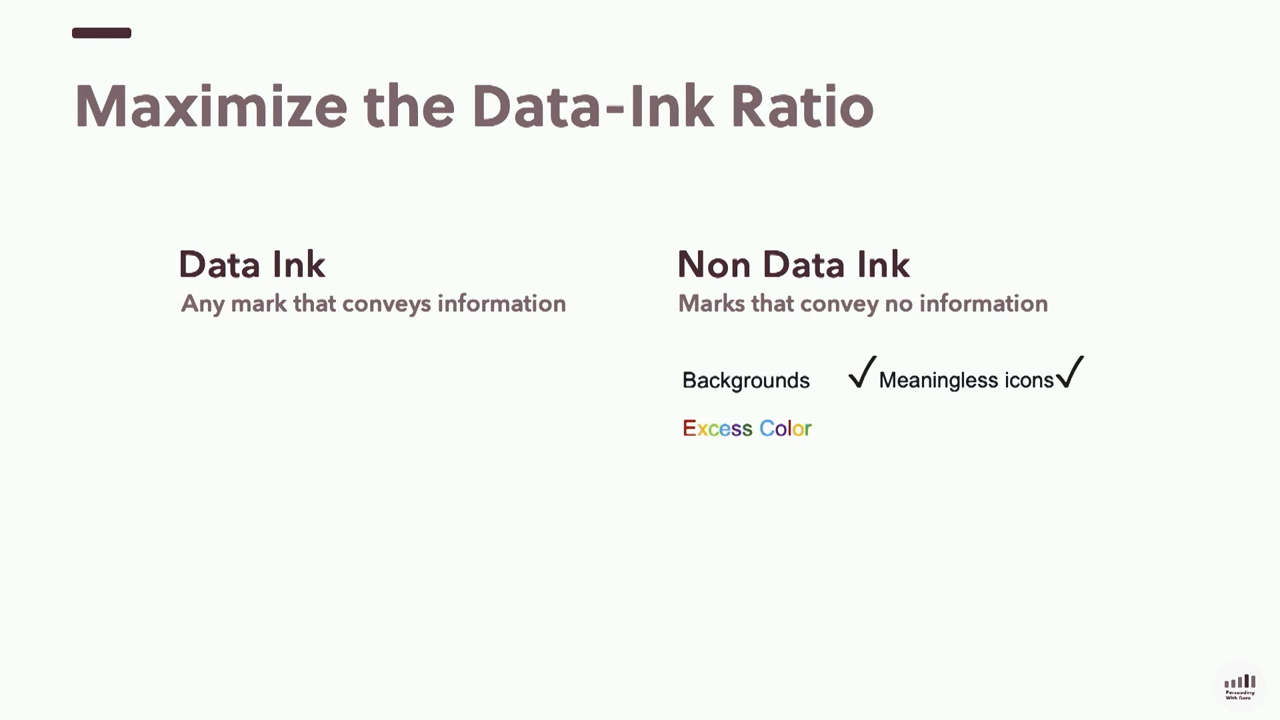 Maximize the Data-Ink Ratio
Data Ink
Any mark that conveys information
Non Data Ink
Marks that convey no information
Backgrounds ✓Meaningless icons✓
Excess Color
Persuading
With Data